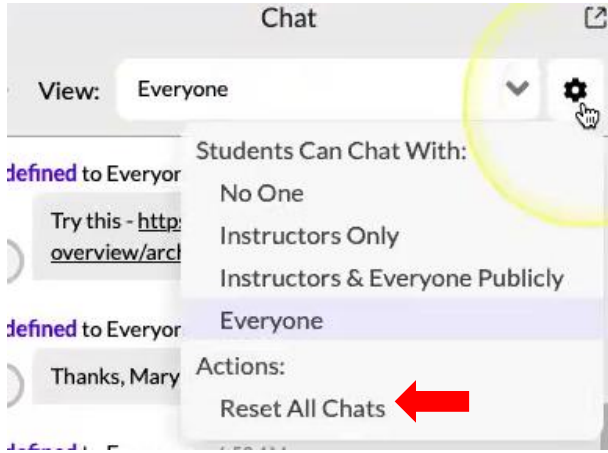 Chat
View: Everyone
Students Can Chat With:
defined to Everyon
No One
Try this - http
Instructors Only
overview/arch
Instructors & Everyone Publicly
defined to Everyon
Everyone
Actions:
Thanks, Mary
Reset All Chats